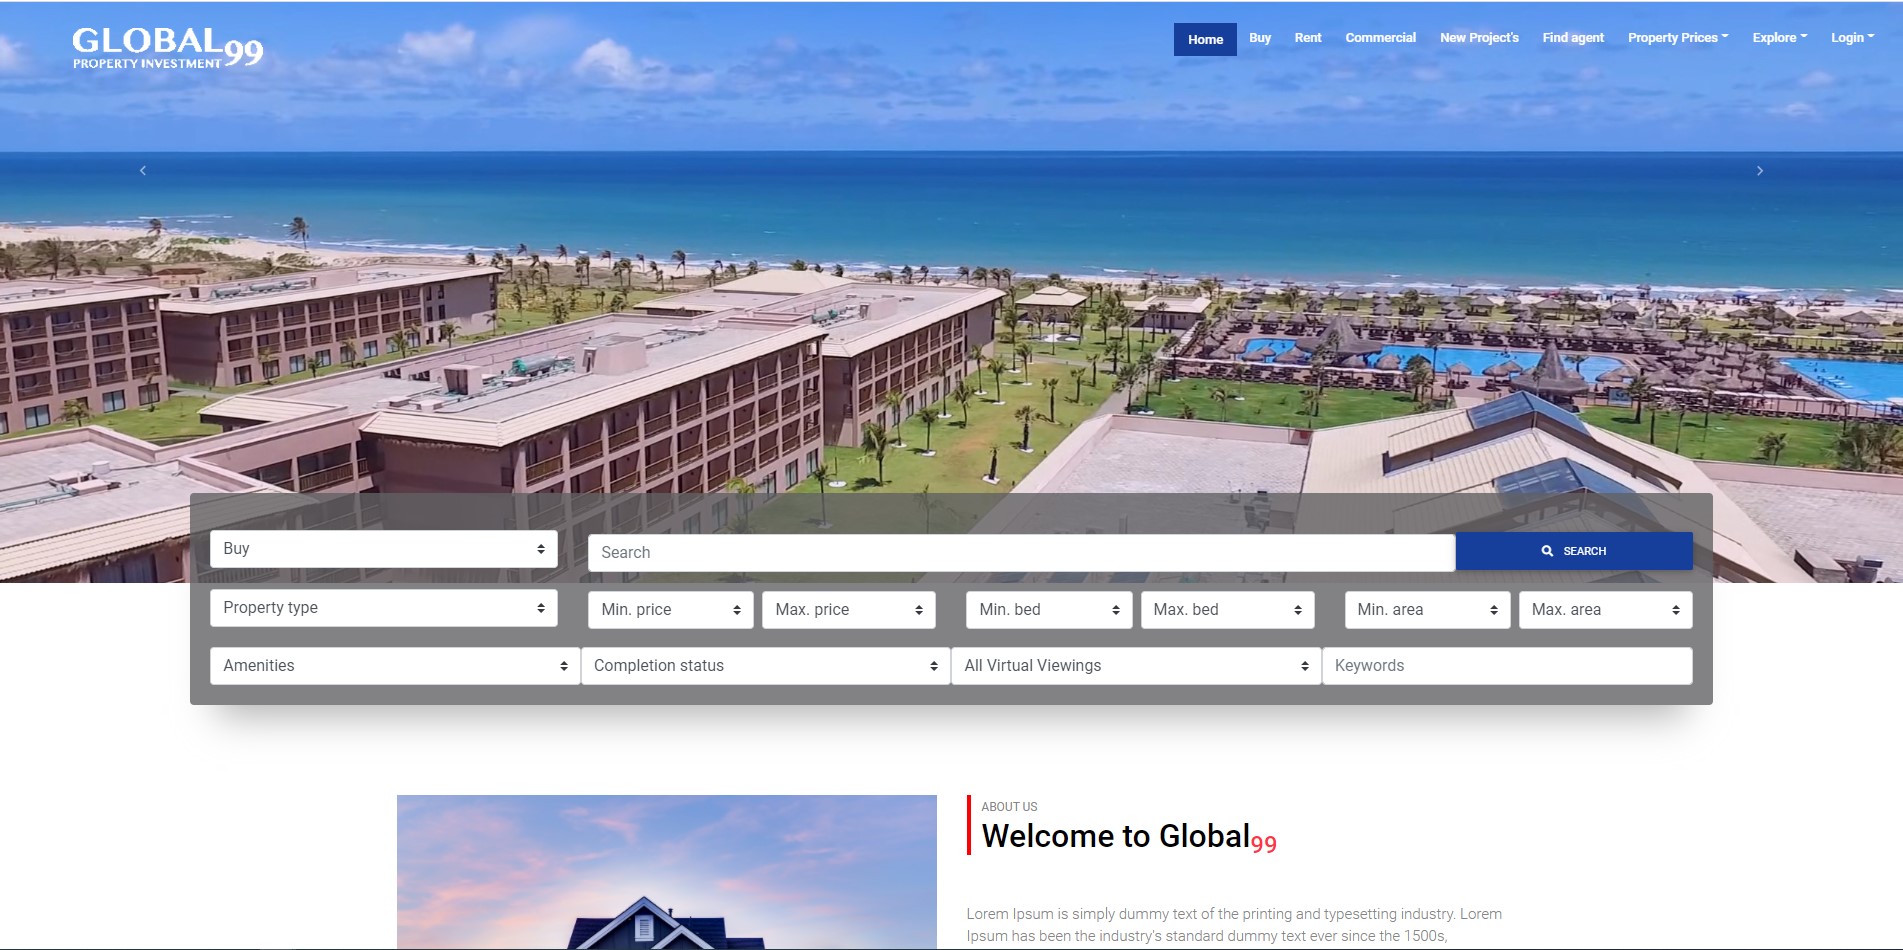 GLOBAL99
PROPERTY INVESTMENT
Home Buy Rent Commercial New Project's Find agent Property Prices Explore Login
Buy Search SEARCH
Property type Min. price Max. price Min. bed Max. bed Min. area Max. area
Amenities Completion status All Virtual Viewings Keywords
ABOUT US
Welcome to Global99
Lorem Ipsum is simply dummy text of the printing and typesetting industry. Lorem
Ipsum has been the industry's standard dummy text ever since the 1500s,